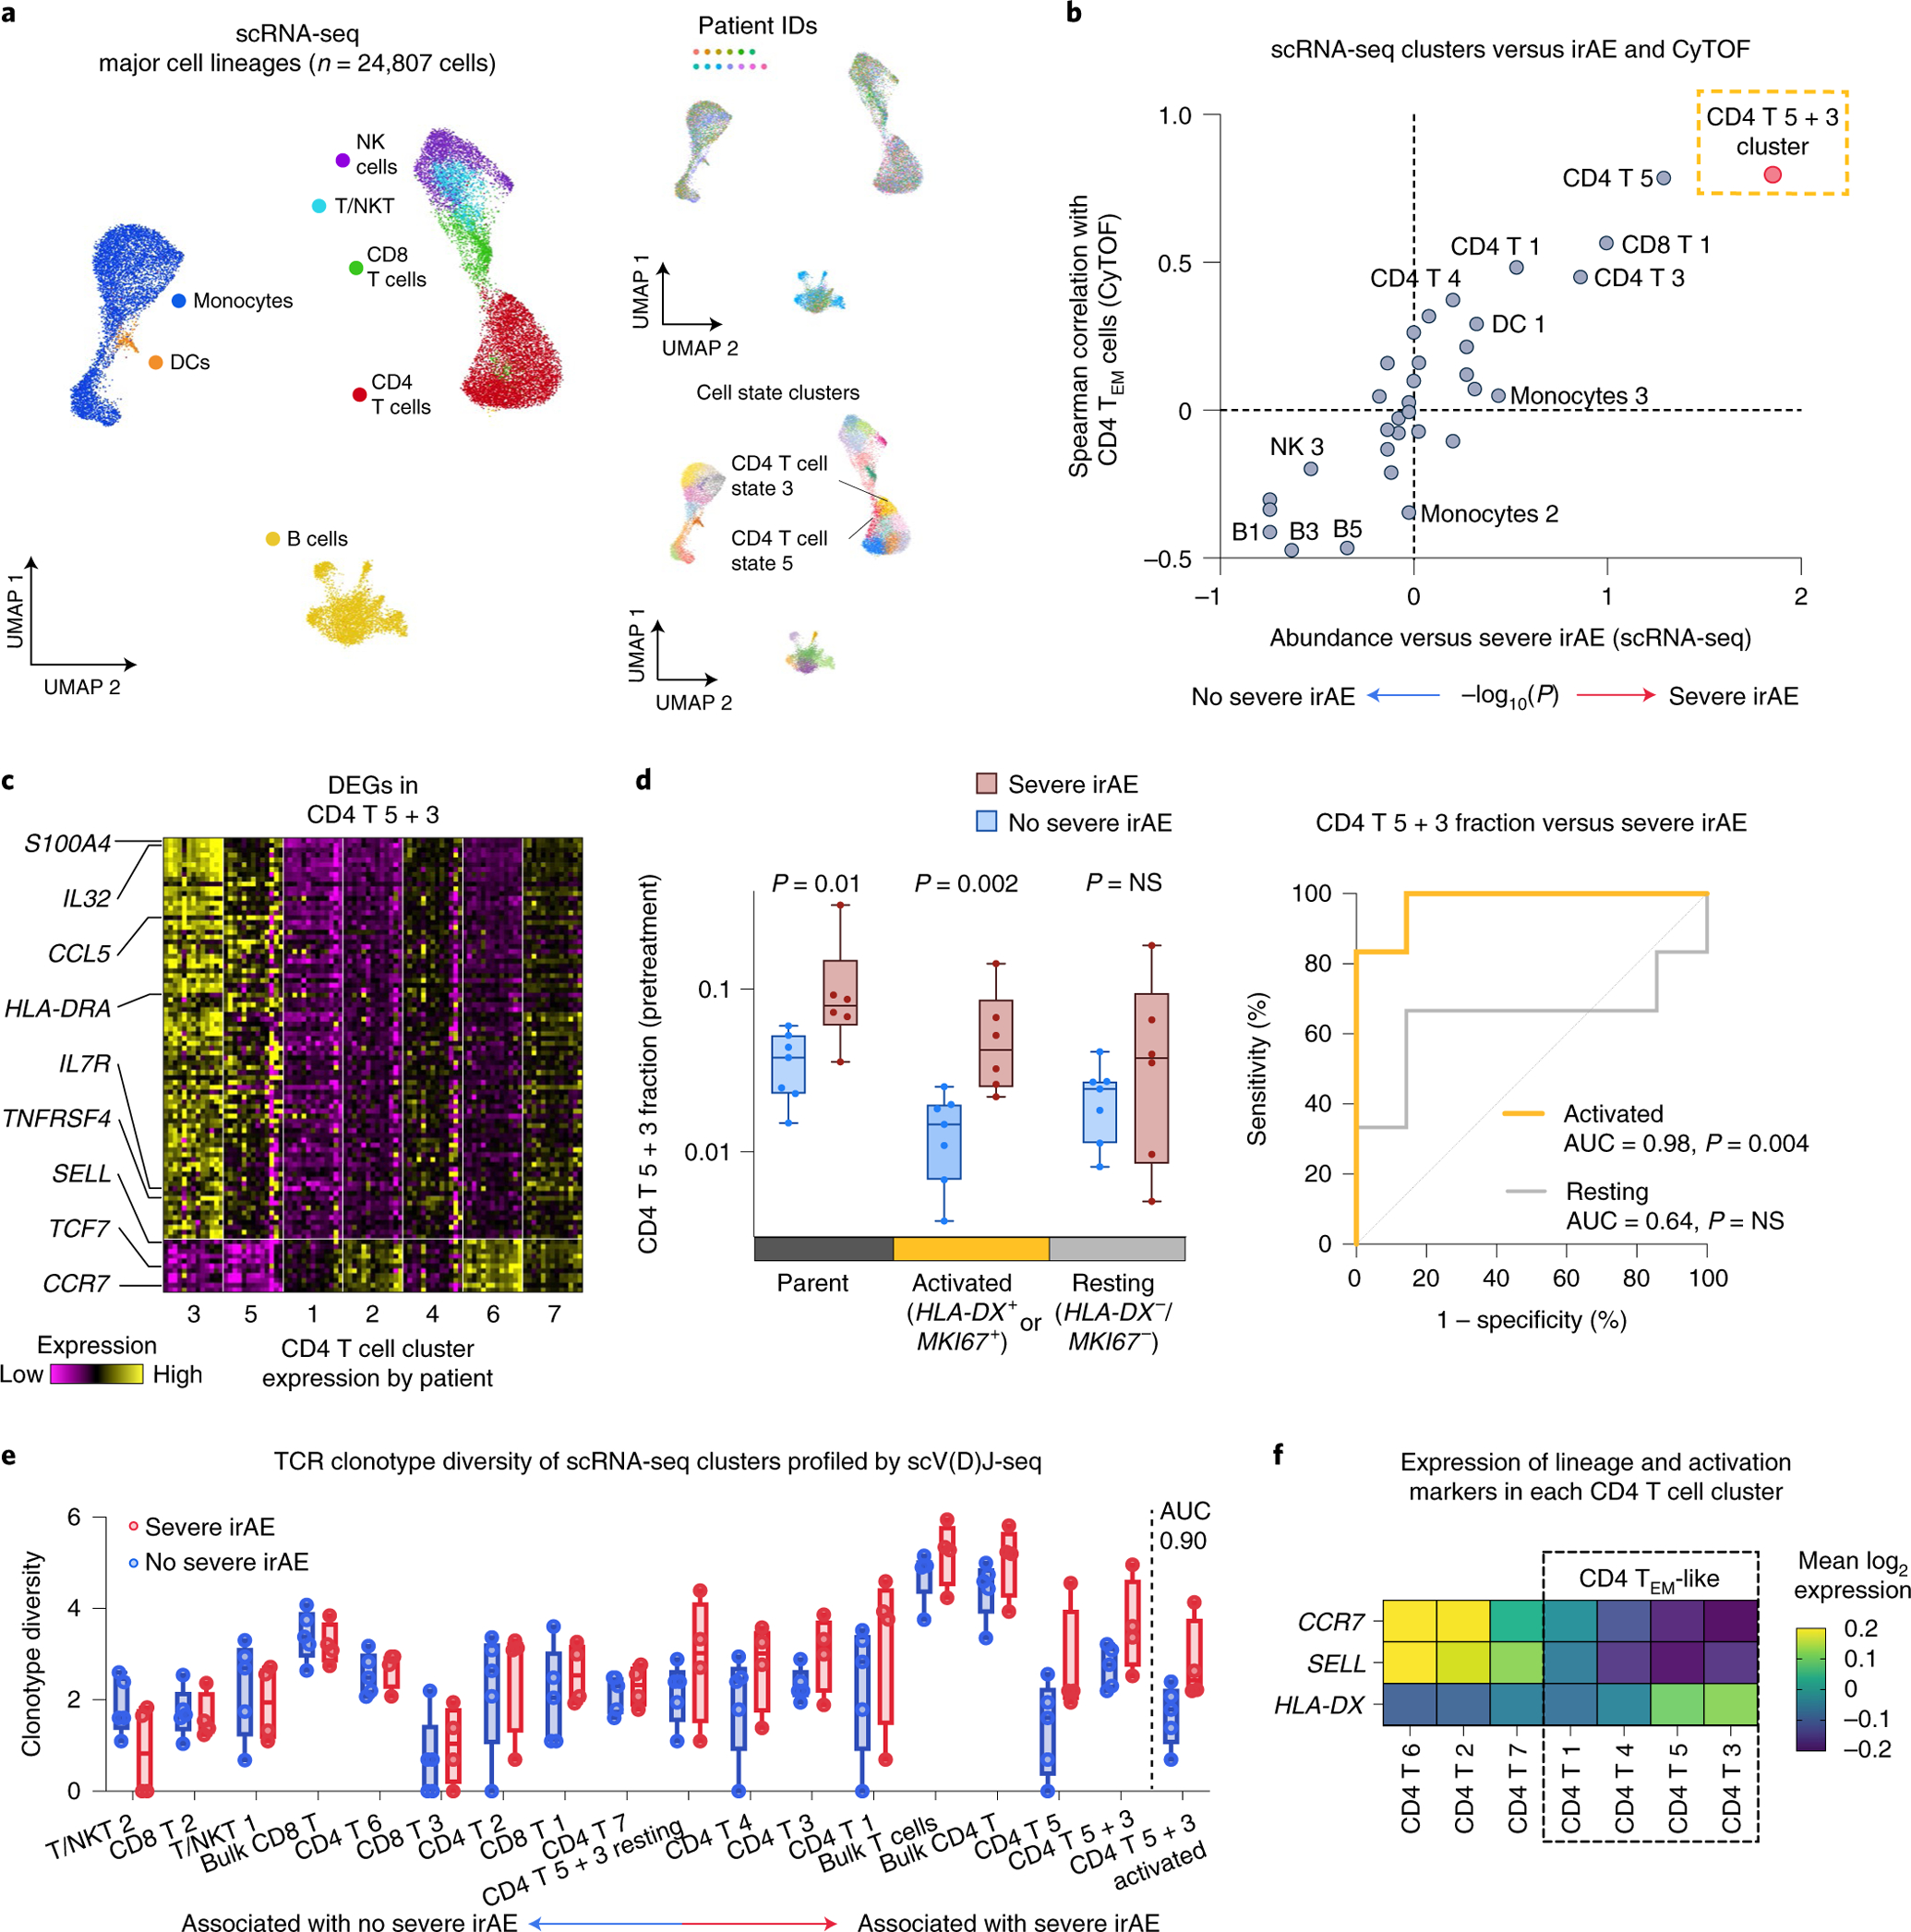 a
scRNA-seq
major cell lineages (n = 24,807 cells)
NK
cells
T/NKT
CD8
T cells
Monocytes
DCs
CD4
T cells
B cells
UMAP 1
UMAP 2
Patient IDs
UMAP 1
UMAP 2
Cell state clusters
CD4 T cell
state 3
CD4 T cell
state 5
UMAP 1
UMAP 2
b
scRNA-seq clusters versus irAE and CyTOF
Spearman correlation with
CD4 TEM cells (CyTOF)
1.0
0.5
0
–0.5
CD4 T 5 + 3
cluster
CD4 T 5
CD4 T 1
CD8 T 1
CD4 T 4
CD4 T 3
DC 1
Monocytes 3
NK 3
Monocytes 2
B1
B3
B5
–1
0
1
2
Abundance versus severe irAE (scRNA-seq)
No severe irAE
–log10(P)
Severe irAE
c
DEGs in
CD4 T 5 + 3
S100A4
IL32
CCL5
HLA-DRA
IL7R
TNFRSF4
SELL
TCF7
CCR7
3 5 1 2 4 6 7
Expression
Low
High
CD4 T cell cluster
expression by patient
d
Severe irAE
No severe irAE
CD4 T 5 + 3 fraction (pretreatment)
P = 0.01
P = 0.002
P = NS
0.1
0.01
Parent
Activated
(HLA-DX+ or
MKI67+)
Resting
(HLA-DX–/
MKI67–)
CD4 T 5 + 3 fraction versus severe irAE
Sensitivity (%)
100
80
60
40
20
0
Activated
AUC = 0.98, P = 0.004
Resting
AUC = 0.64, P = NS
0 20 40 60 80 100
1 – specificity (%)
e
TCR clonotype diversity of scRNA-seq clusters profiled by scV(D)J-seq
Clonotype diversity
6
4
2
0
Severe irAE
No severe irAE
AUC
0.90
T/NKT 2
CD8 T 2
T/NKT 1
Bulk CD8 T
CD4 T 6
CD8 T 3
CD4 T 2
CD8 T 1
CD4 T 7
CD4 T 5 + 3 resting
CD4 T 4
CD4 T 3
CD4 T 1
Bulk T cells
Bulk CD4 T
CD4 T 5
CD4 T 5 + 3
CD4 T 5 + 3
activated
Associated with no severe irAE
Associated with severe irAE
f
Expression of lineage and activation
markers in each CD4 T cell cluster
CD4 TEM-like
CCR7
SELL
HLA-DX
CD4 T 6
CD4 T 2
CD4 T 7
CD4 T 1
CD4 T 4
CD4 T 5
CD4 T 3
Mean log2
expression
0.2
0.1
0
–0.1
–0.2